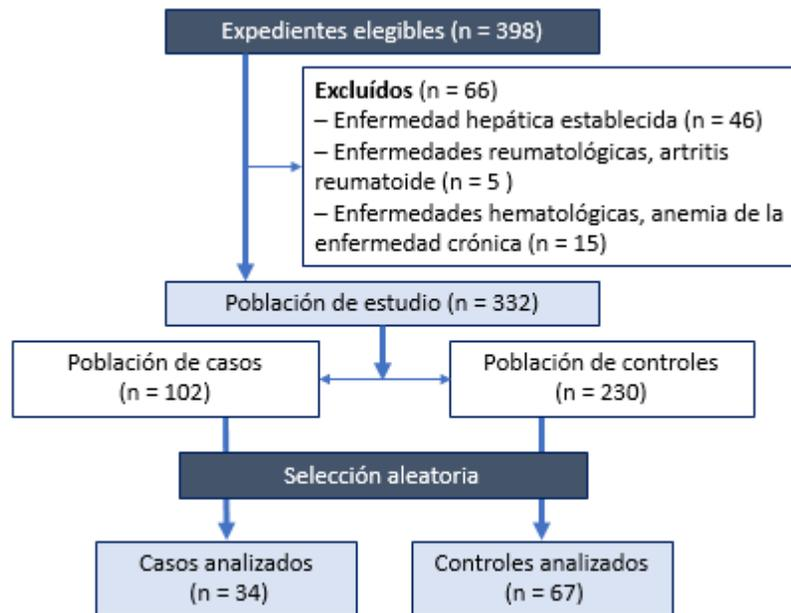 Expedientes elegibles (n = 398)
Excluídos (n = 66)
– Enfermedad hepática establecida (n = 46)
– Enfermedades reumatológicas, artritis
reumatoide (n = 5 )
– Enfermedades hematológicas, anemia de la
enfermedad crónica (n = 15)
Población de estudio (n = 332)
Población de casos
(n = 102)
Población de controles
(n = 230)
Selección aleatoria
Casos analizados
(n = 34)
Controles analizados
(n = 67)